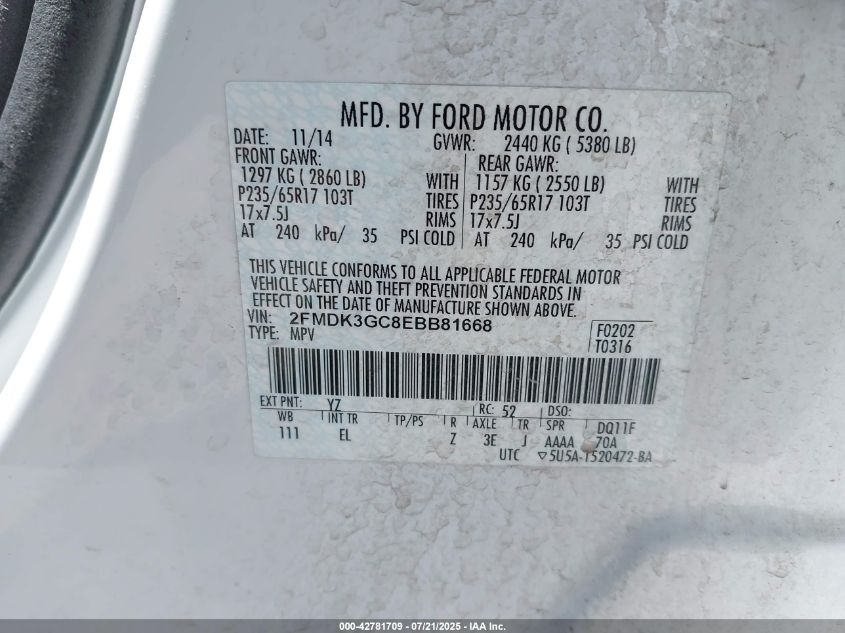 MFD. BY FORD MOTOR CO.
DATE: 11/14 GVWR: 2440 KG ( 5380 LB)
FRONT GAWR: REAR GAWR:
1297 KG ( 2860 LB) WITH 1157 KG ( 2550 LB) WITH
P235/65R17 103T TIRES P235/65R17 103T TIRES
17x7.5J RIMS 17x7.5J RIMS
AT 240 kPa/ 35 PSI COLD AT 240 kPa/ 35 PSI COLD
THIS VEHICLE CONFORMS TO ALL APPLICABLE FEDERAL MOTOR
VEHICLE SAFETY AND THEFT PREVENTION STANDARDS IN
EFFECT ON THE DATE OF MANUFACTURE SHOWN ABOVE.
VIN: 2FMDK3GC8EBB81668 F0202
TYPE: MPV T0316
EXT PNT: YZ RC: 52 DSO:
WB INT TR TP/PS R AXLE TR SPR DQ11F
111 EL Z 3E J AAAA 70A
UTC ▽5U5A-1520472-BA
000-42781709 - 07/21/2025 - IAA Inc.